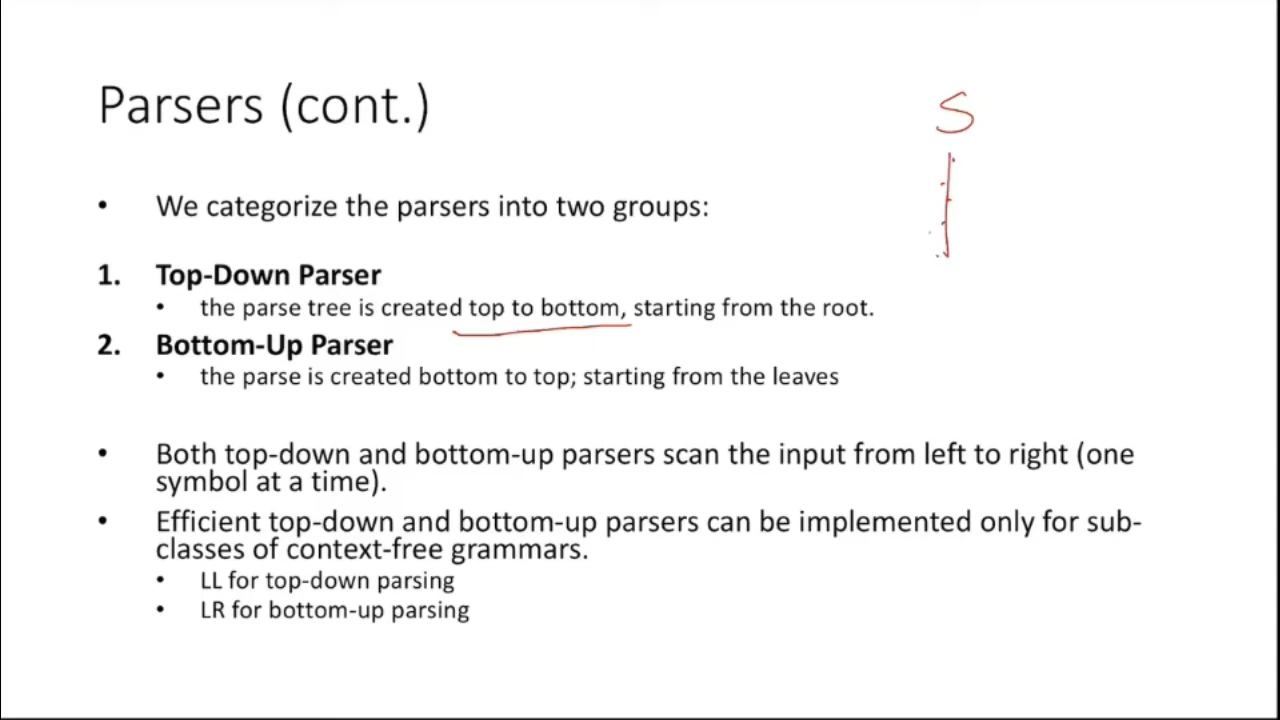 Parsers (cont.)
S
• We categorize the parsers into two groups:
1. Top-Down Parser
• the parse tree is created top to bottom, starting from the root.
2. Bottom-Up Parser
• the parse is created bottom to top; starting from the leaves
• Both top-down and bottom-up parsers scan the input from left to right (one
symbol at a time).
• Efficient top-down and bottom-up parsers can be implemented only for sub-
classes of context-free grammars.
• LL for top-down parsing
• LR for bottom-up parsing